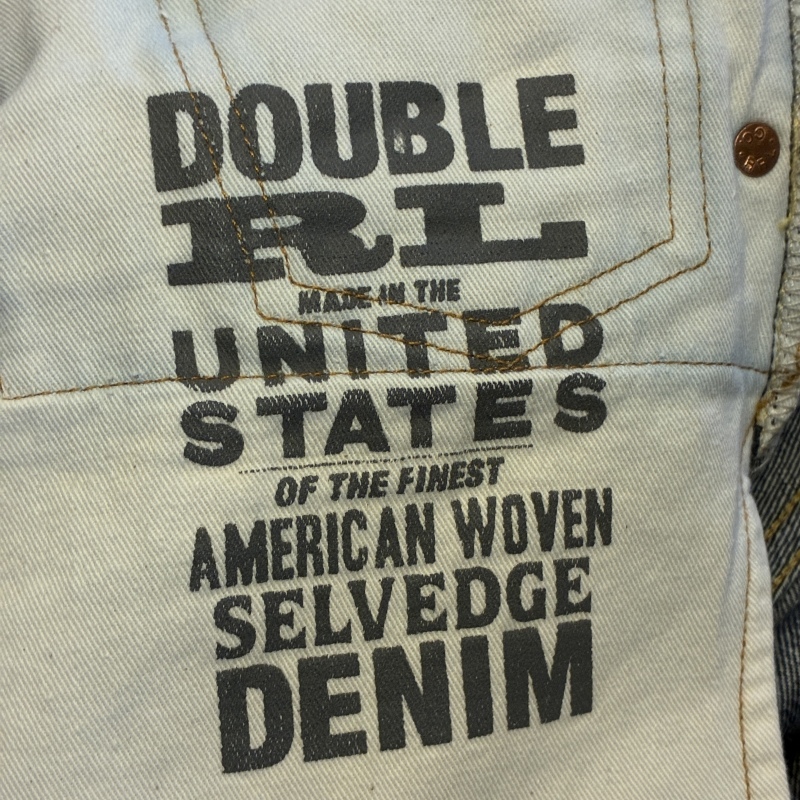 DOUBLE
RL
MADE IN THE
UNITED
STATES
OF THE FINEST
AMERICAN WOVEN
SELVEDGE
DENIM